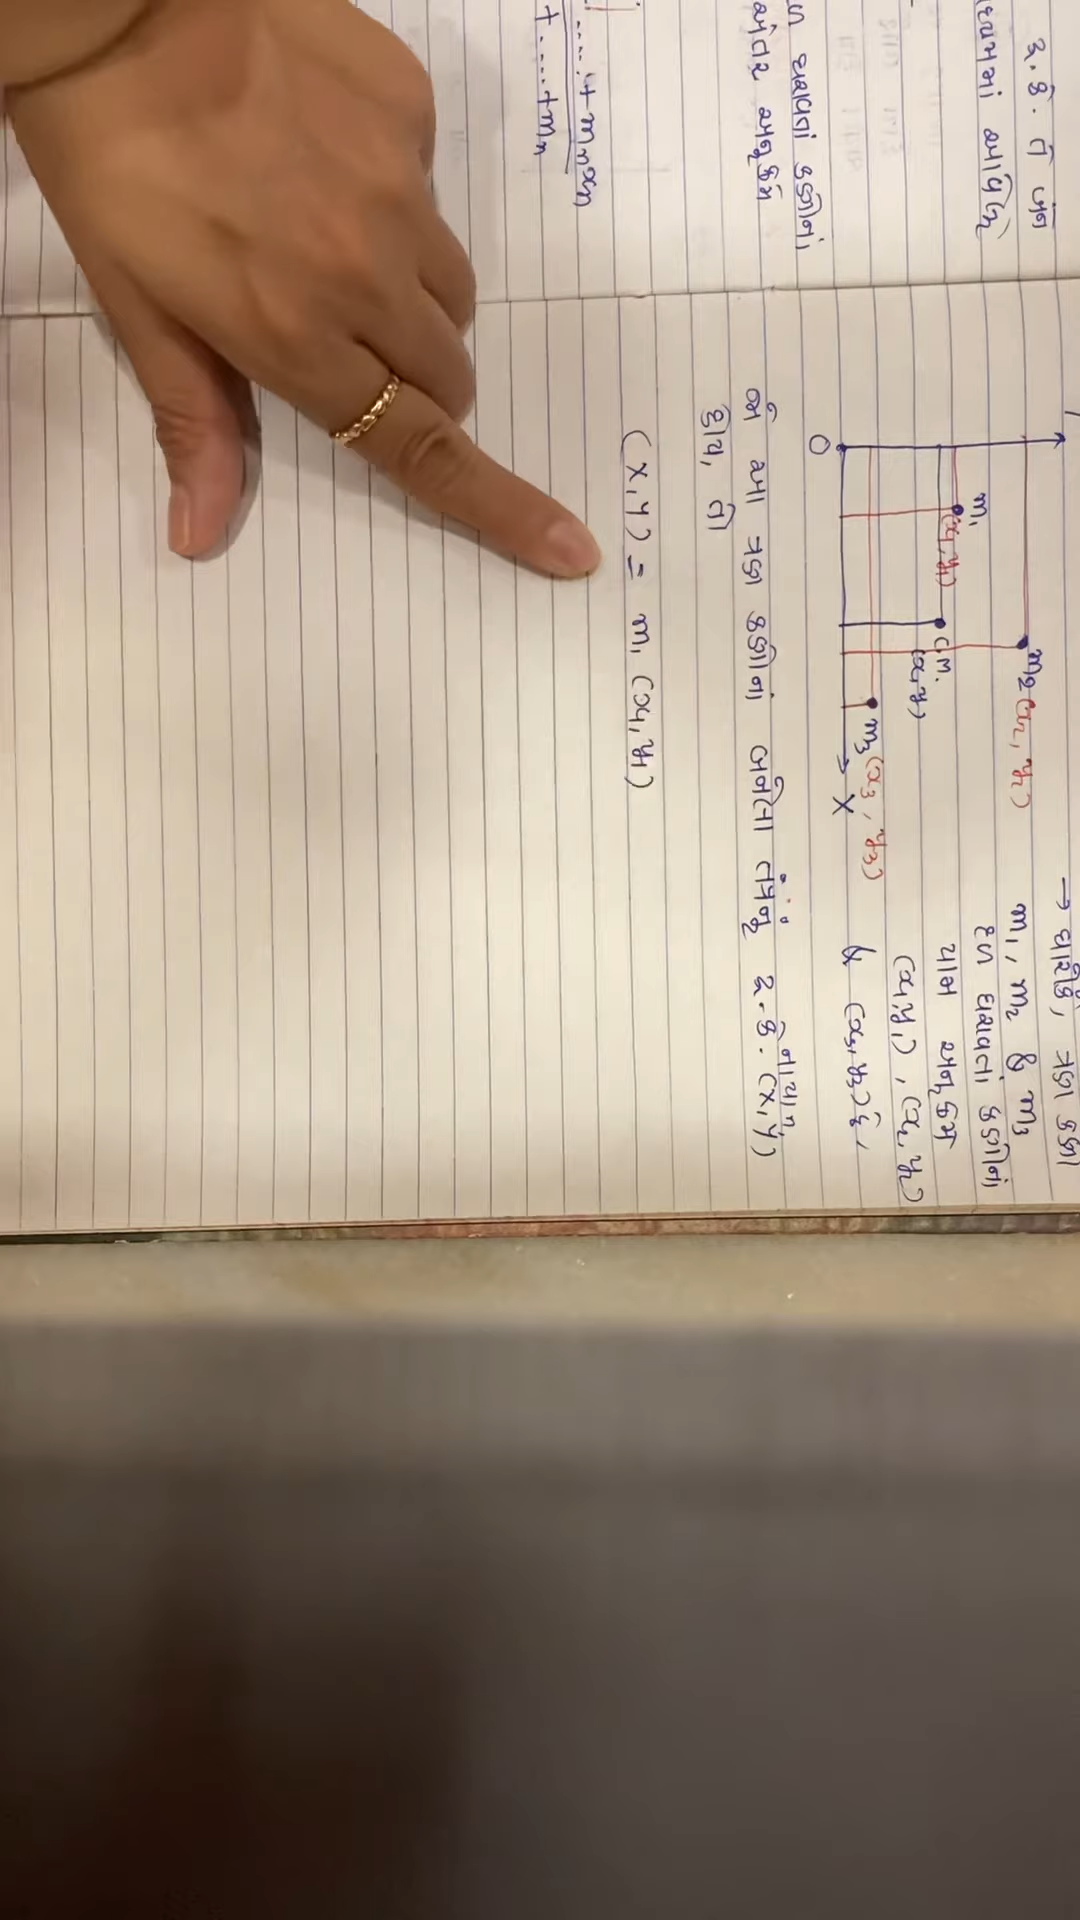 દ્ર.કે. તે બંન
ધ્યમાં આવેલું
ળ ધરાવતાં કણોનાં
અંતર અનુક્રમે
.....+ mₙxₙ
+.....+mₙ
m₁
(x₁, y₁)
m₂ (x₂, y₂)
C.M.
(x, y)
m₃ (x₃, y₃)
O
X
→ ધારોકે, ત્રણ કણો
m₁, m₂ & m₃
દળ ધરાવતાં કણોનાં
યામ અનુક્રમે
(x₁, y₁), (x₂, y₂)
& (x₃, y₃) છે,
જો આ ત્રણ કણોનાં બનેલા તંત્રનું દ્ર.કે.નાં યામ (X, Y)
હોય, તો
(X, Y) = m₁ (x₁, y₁)